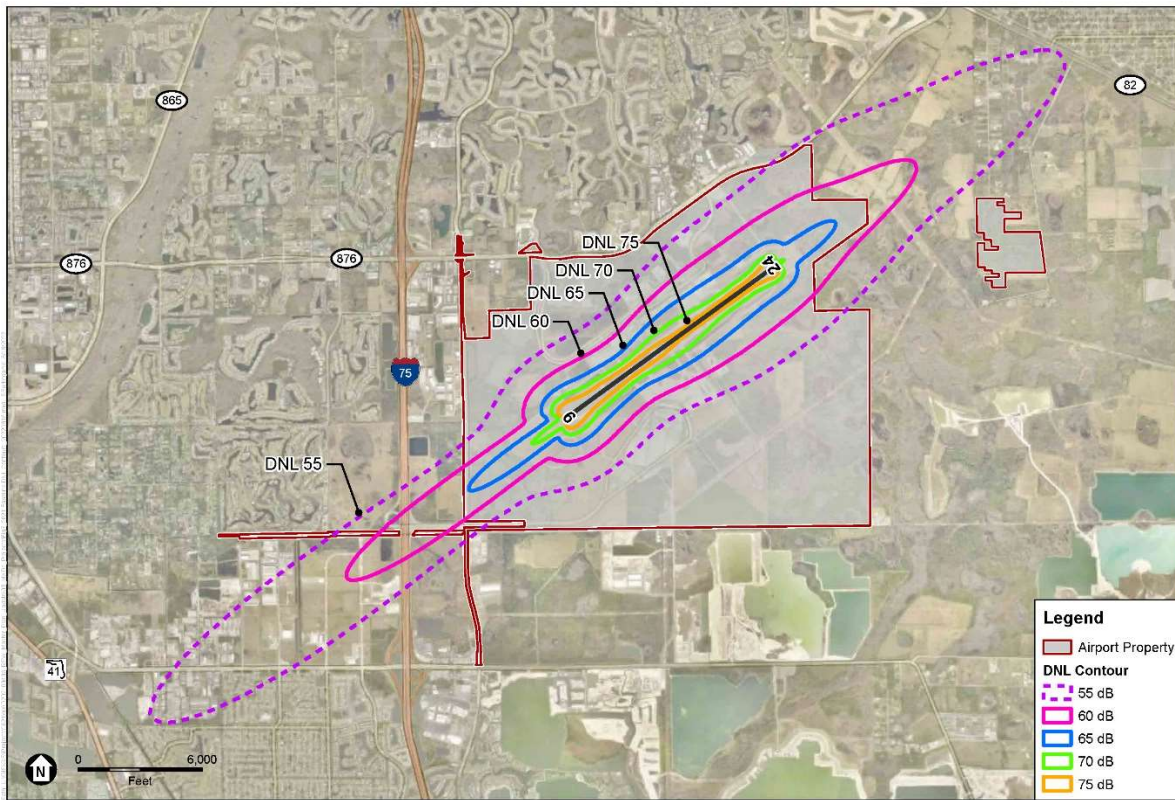 865
82
876
876
DNL 75
DNL 70
DNL 65
DNL 60
24
6
75
DNL 55
41
N
0 6,000
Feet
Legend
Airport Property
DNL Contour
55 dB
60 dB
65 dB
70 dB
75 dB